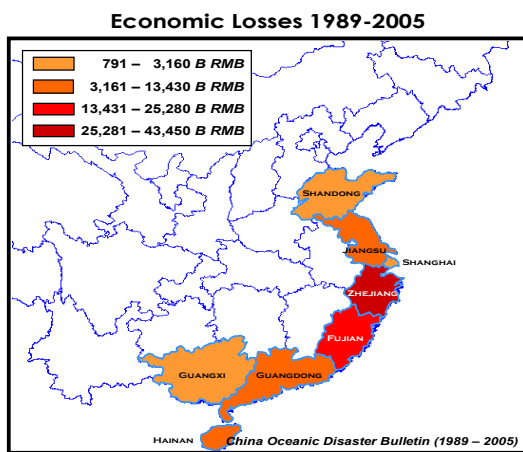 Economic Losses 1989-2005
791 – 3,160 B RMB
3,161 – 13,430 B RMB
13,431 – 25,280 B RMB
25,281 – 43,450 B RMB
SHANDONG
JIANGSU
SHANGHAI
ZHEJIANG
FUJIAN
GUANGXI
GUANGDONG
HAINAN
China Oceanic Disaster Bulletin (1989 – 2005)